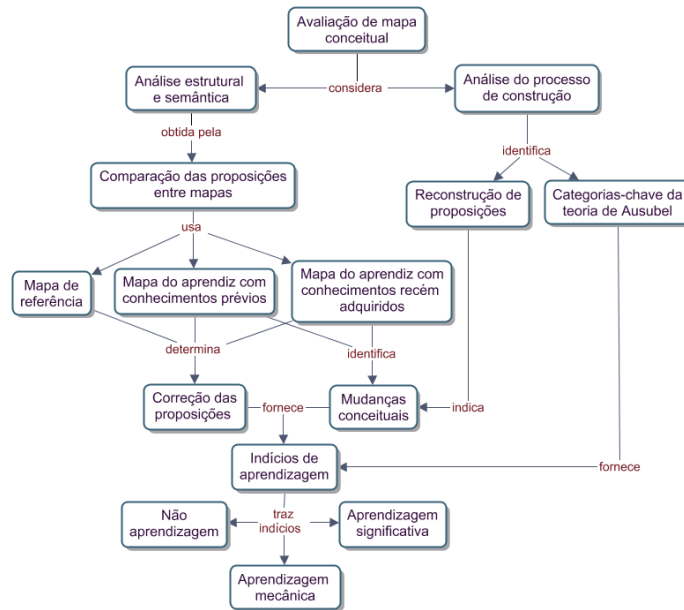 Avaliação de mapa
conceitual
Análise estrutural
e semântica
considera
Análise do processo
de construção
obtida pela
identifica
Comparação das proposições
entre mapas
Reconstrução de
proposições
Categorias-chave da
teoria de Ausubel
usa
Mapa de
referência
Mapa do aprendiz com
conhecimentos prévios
Mapa do aprendiz com
conhecimentos recém
adquiridos
determina
identifica
Correção das
proposições
fornece
Mudanças
conceituais
indica
Indícios de
aprendizagem
fornece
Não
aprendizagem
traz
indícios
Aprendizagem
significativa
Aprendizagem
mecânica